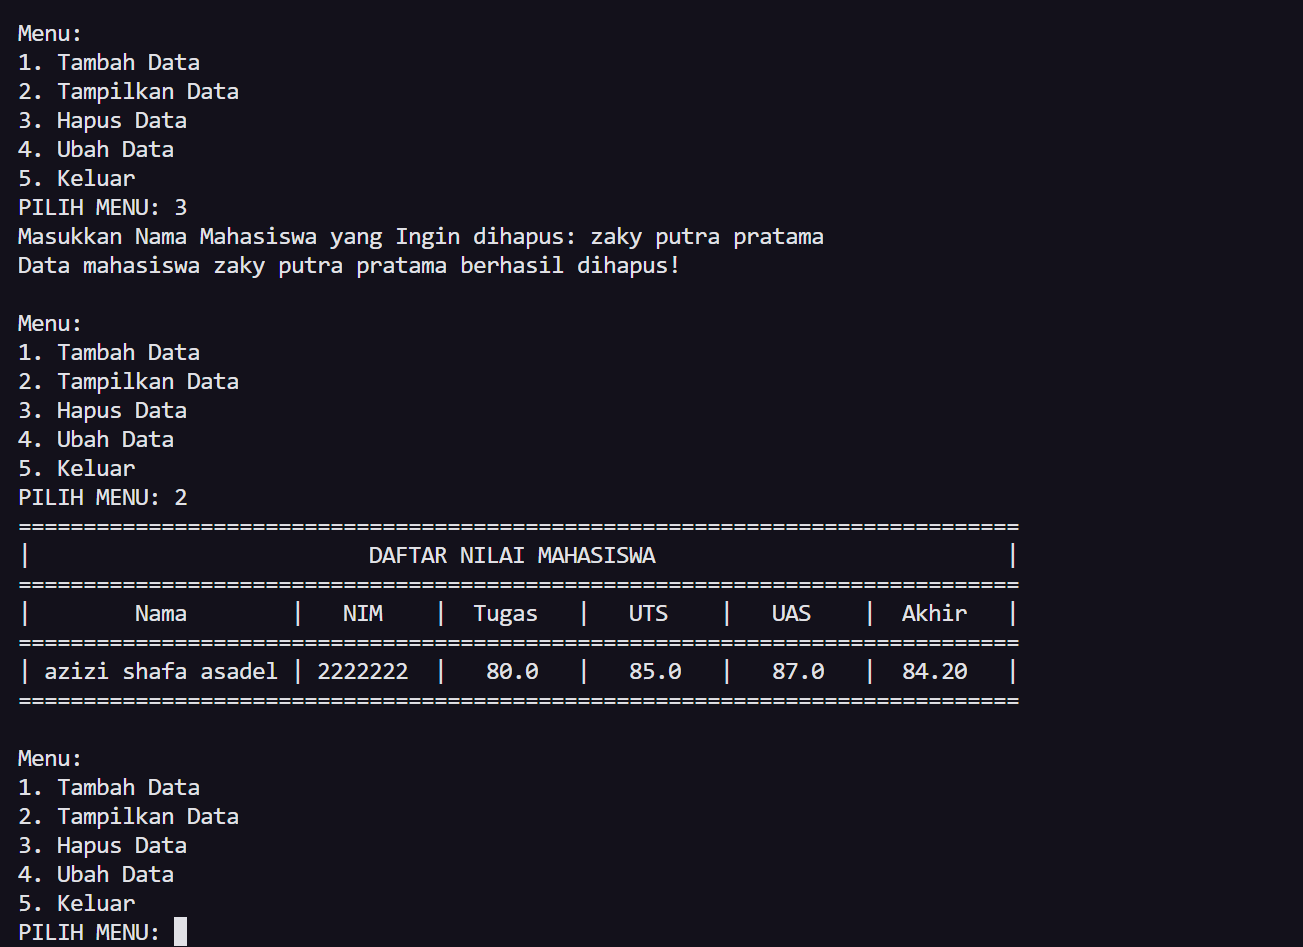 Menu:
1. Tambah Data
2. Tampilkan Data
3. Hapus Data
4. Ubah Data
5. Keluar
PILIH MENU: 3
Masukkan Nama Mahasiswa yang Ingin dihapus: zaky putra pratama
Data mahasiswa zaky putra pratama berhasil dihapus!

Menu:
1. Tambah Data
2. Tampilkan Data
3. Hapus Data
4. Ubah Data
5. Keluar
PILIH MENU: 2
=============================================================================
|                          DAFTAR NILAI MAHASISWA                           |
=============================================================================
|        Nama        |   NIM    |  Tugas   |   UTS    |   UAS    |  Akhir   |
=============================================================================
| azizi shafa asadel | 2222222  |   80.0   |   85.0   |   87.0   |  84.20   |
=============================================================================

Menu:
1. Tambah Data
2. Tampilkan Data
3. Hapus Data
4. Ubah Data
5. Keluar
PILIH MENU: